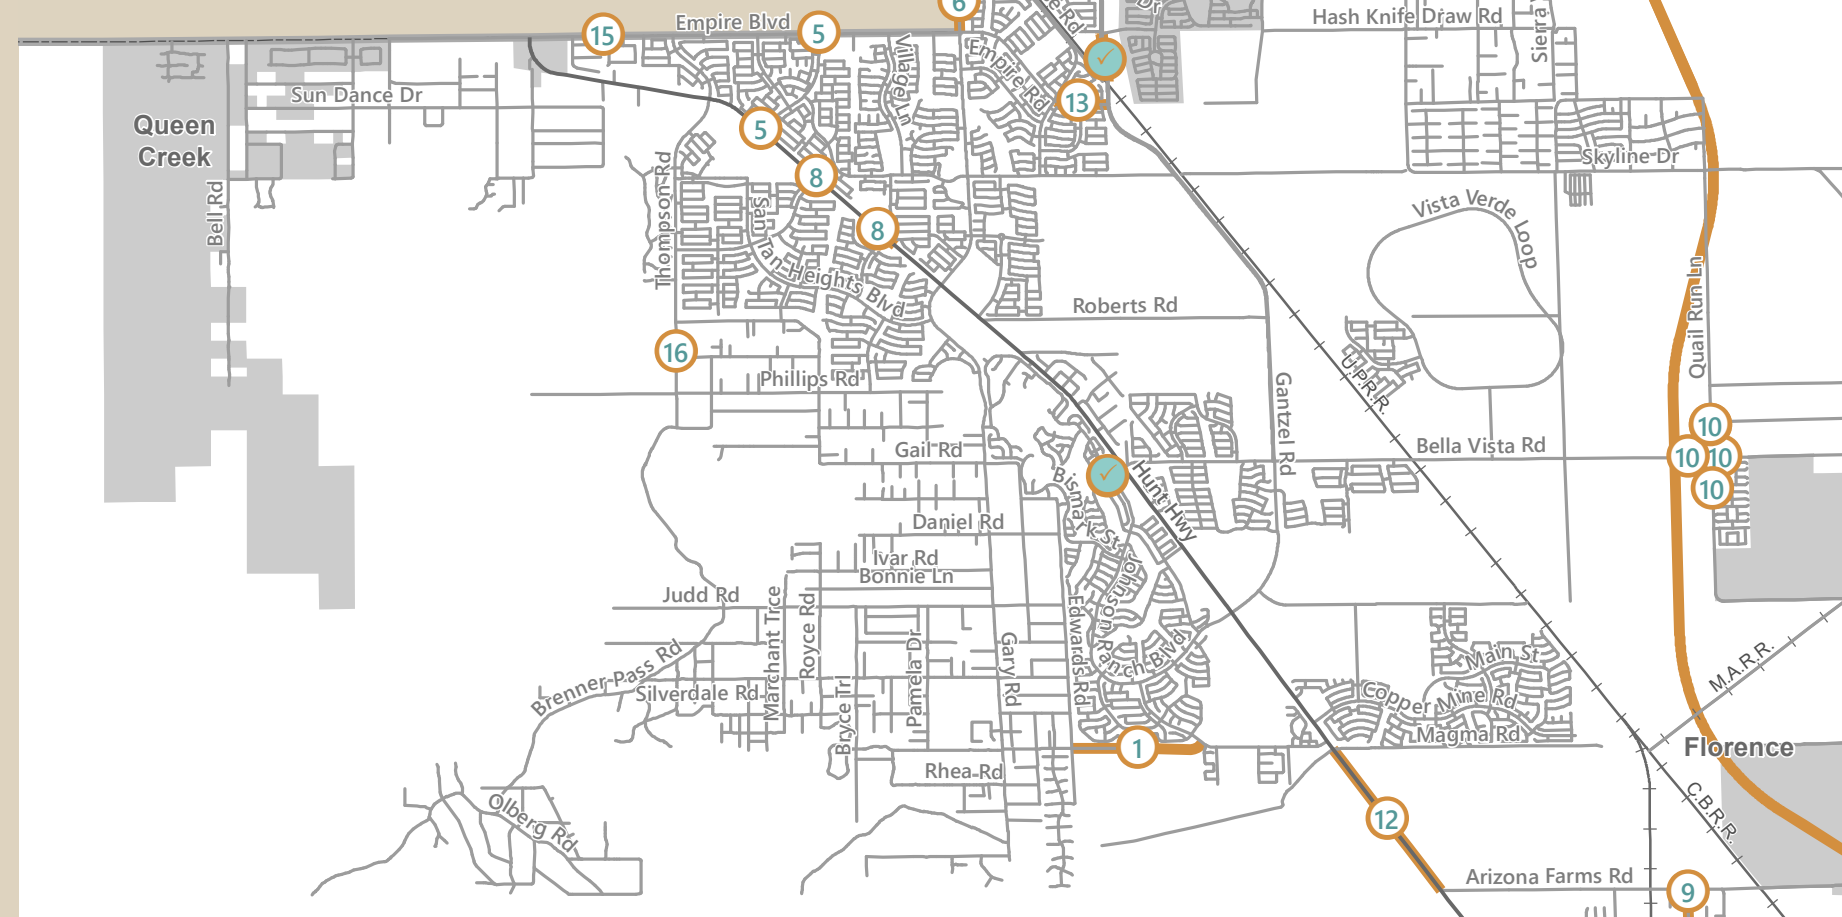 6
Hash Knife Draw Rd
Sierra
Empire Blvd
15
5
Village Ln
Empire Rd
Dr
Rd
✓
13
Sun Dance Dr
Queen
Creek
5
8
8
Skyline Dr
Bell Rd
Thompson Rd
San Tan Heights Blvd
Vista Verde Loop
Quail Run Ln
Roberts Rd
16
Phillips Rd
U.P.R.R.
Gantzel Rd
Gail Rd
Bella Vista Rd
10
10
10
10
✓
Hunt Hwy
Bismark St
Daniel Rd
Ivar Rd
Bonnie Ln
Judd Rd
Marchant Trce
Royce Rd
Edwards Rd
Johnson Ranch Blvd
Brenner Pass Rd
Silverdale Rd
Pamela Dr
Gary Rd
Bryce Trl
Main St
Copper Mine Rd
Magma Rd
M.A.R.R.
Florence
1
Rhea Rd
Olberg Rd
12
C.B.R.R.
Arizona Farms Rd
9